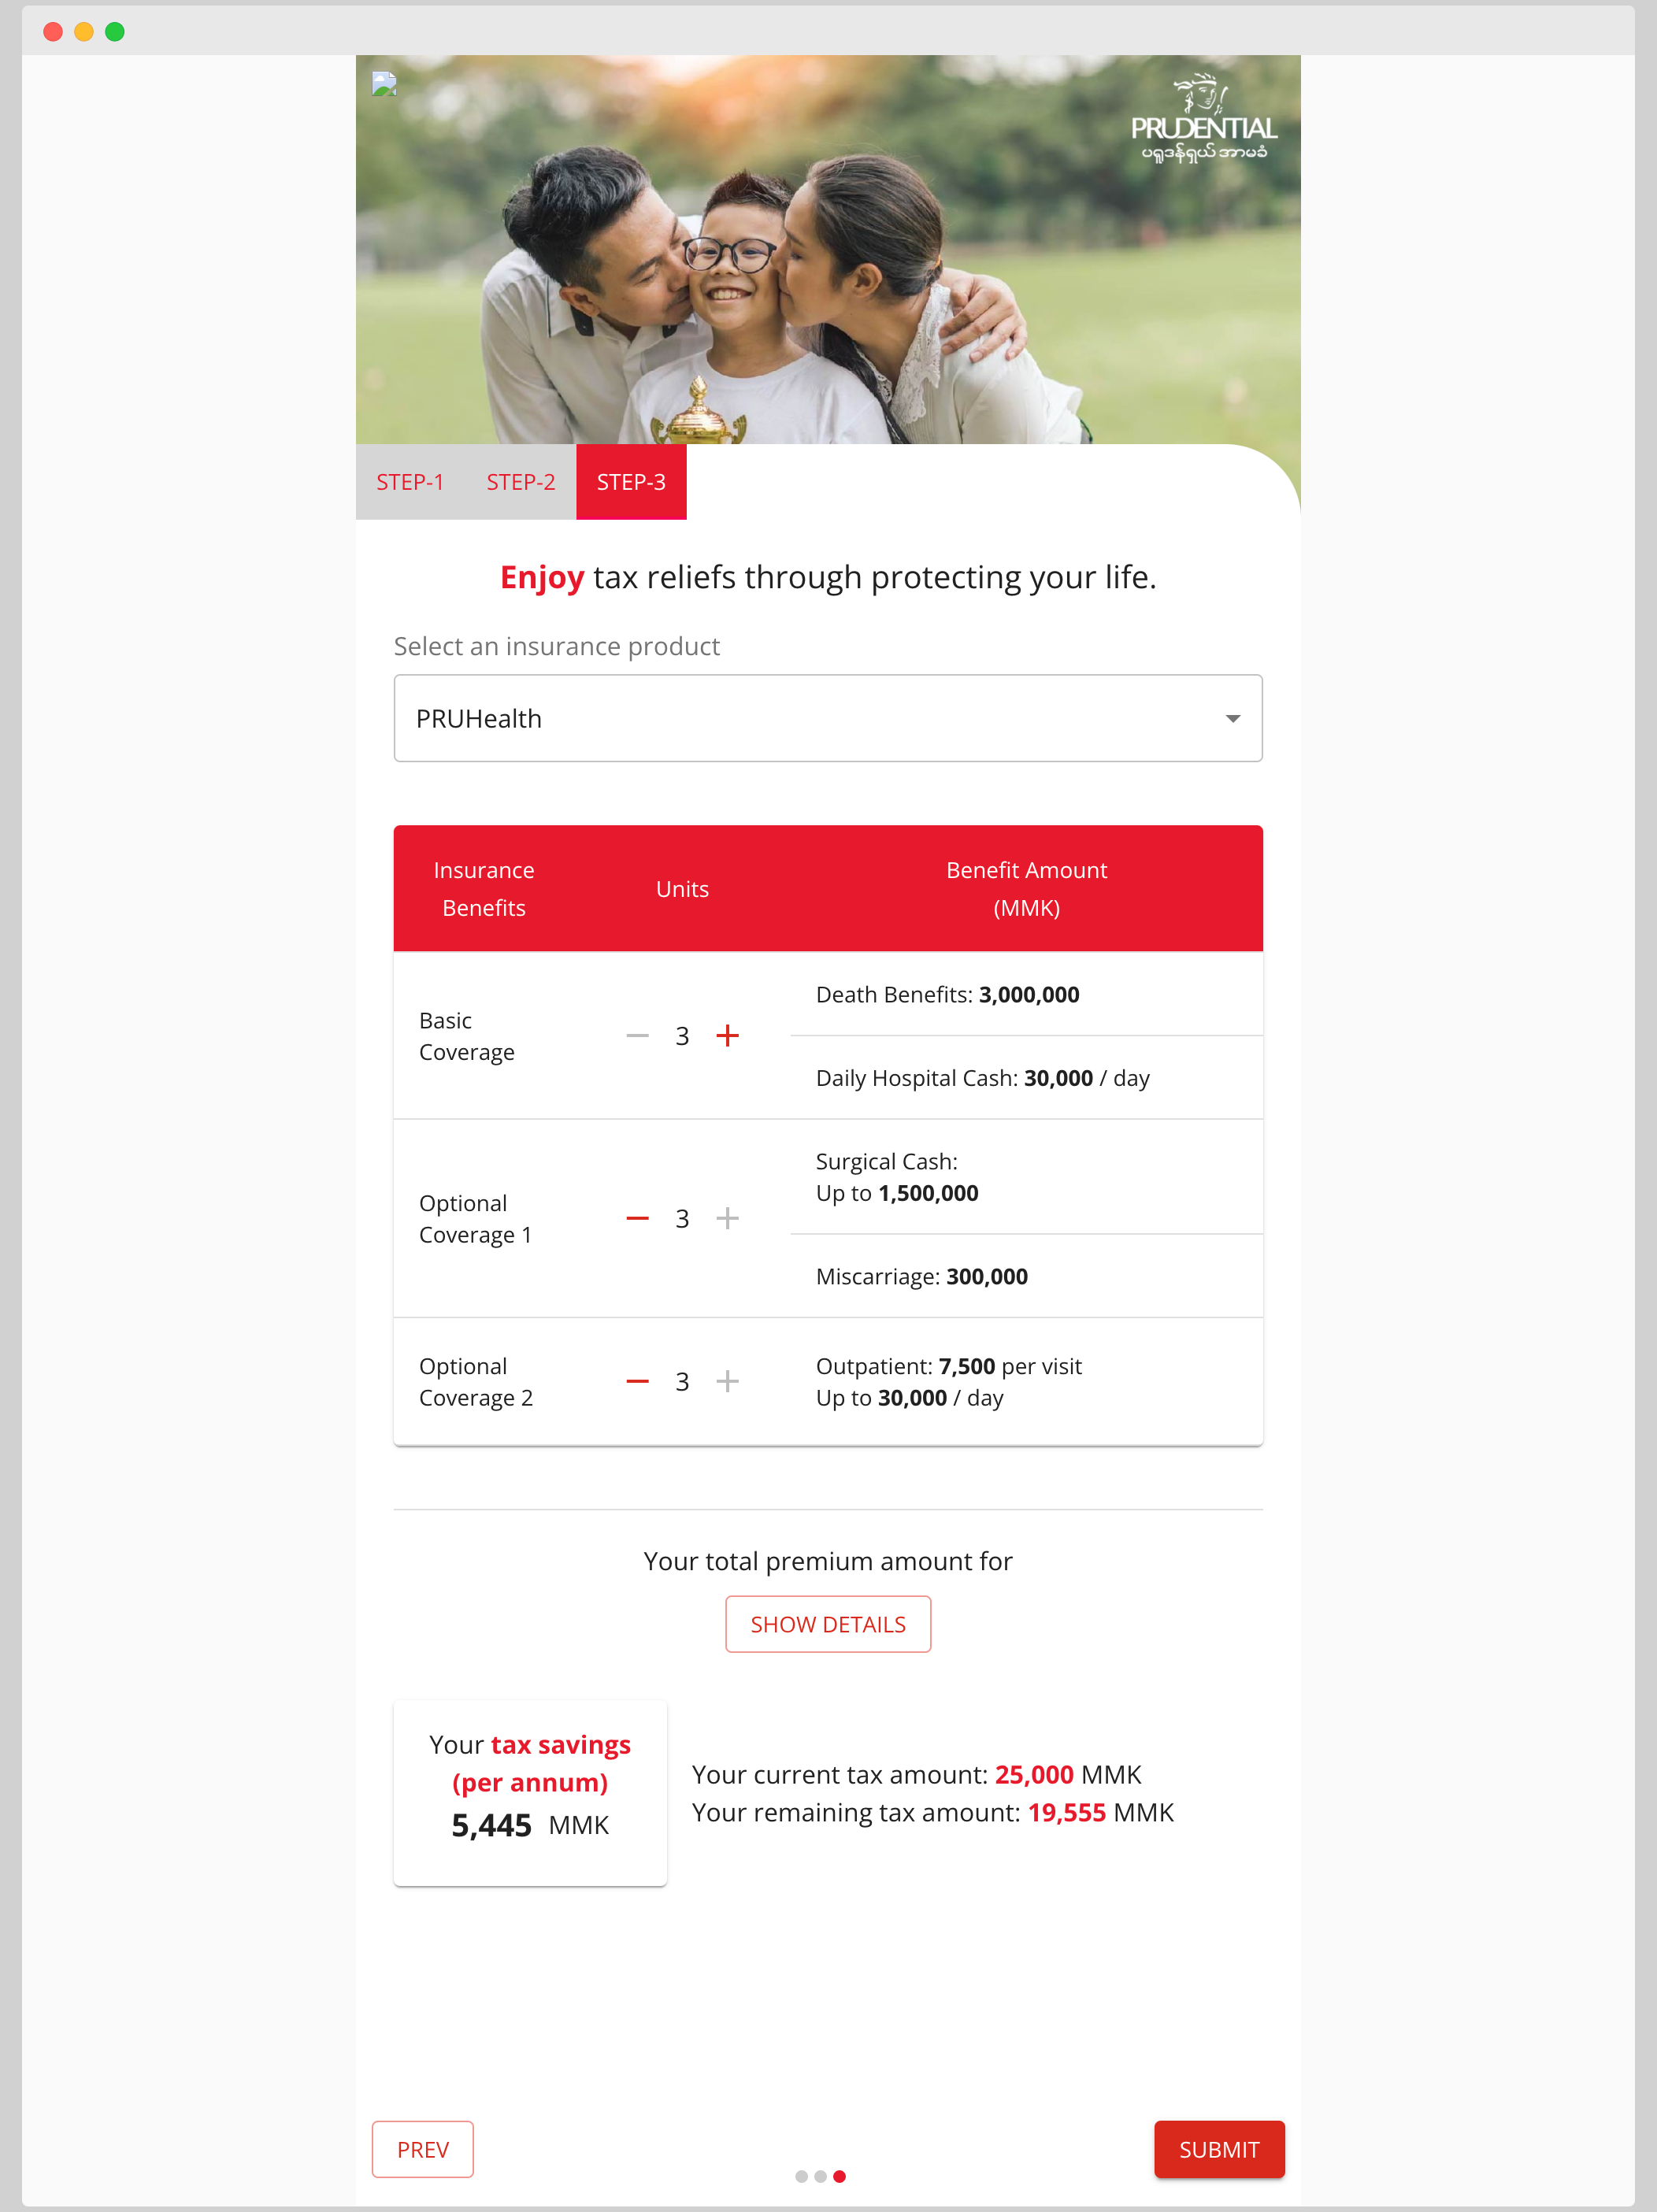 PRUDENTIAL
ပရူဒန်ရှယ် အာမခံ
STEP-1 STEP-2 STEP-3
Enjoy tax reliefs through protecting your life.
Select an insurance product
PRUHealth
Insurance
Benefits
Units
Benefit Amount
(MMK)
Basic
Coverage
3
Death Benefits: 3,000,000
Daily Hospital Cash: 30,000 / day
Optional
Coverage 1
3
Surgical Cash:
Up to 1,500,000
Miscarriage: 300,000
Optional
Coverage 2
3
Outpatient: 7,500 per visit
Up to 30,000 / day
Your total premium amount for
SHOW DETAILS
Your tax savings
(per annum)
5,445 MMK
Your current tax amount: 25,000 MMK
Your remaining tax amount: 19,555 MMK
PREV
SUBMIT